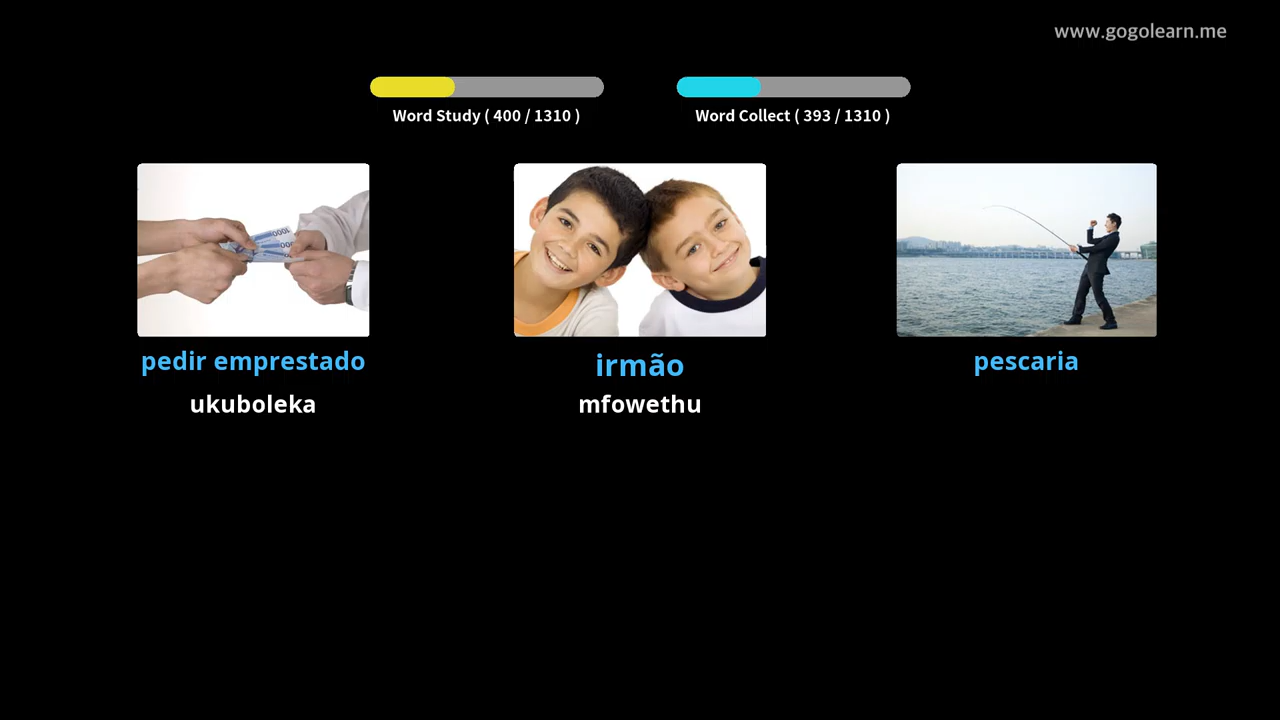 www.gogolearn.me
Word Study ( 400 / 1310 )
Word Collect ( 393 / 1310 )
pedir emprestado
irmão
pescaria
ukuboleka
mfowethu